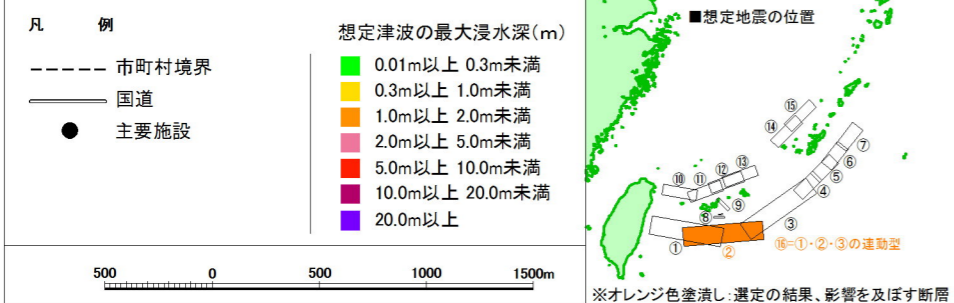 凡 例
市町村境界
国道
主要施設
想定津波の最大浸水深(m)
0.01m以上 0.3m未満
0.3m以上 1.0m未満
1.0m以上 2.0m未満
2.0m以上 5.0m未満
5.0m以上 10.0m未満
10.0m以上 20.0m未満
20.0m以上
500 0 500 1000 1500m
■想定地震の位置
⑮
⑭
⑦
⑥
⑤
④
⑬
⑫
⑪
⑩
⑨
⑧
③
①
②
⑯=①・②・③の連動型
※オレンジ色塗潰し：選定の結果、影響を及ぼす断層